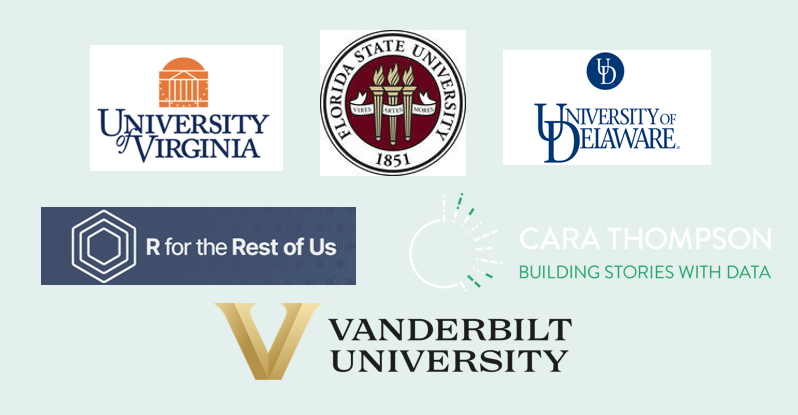 UNIVERSITY
of VIRGINIA
FLORIDA STATE UNIVERSITY
VIRES ARTES MORES
1851
UD
UNIVERSITY OF
DELAWARE
R for the Rest of Us
CARA THOMPSON
BUILDING STORIES WITH DATA
V
VANDERBILT
UNIVERSITY